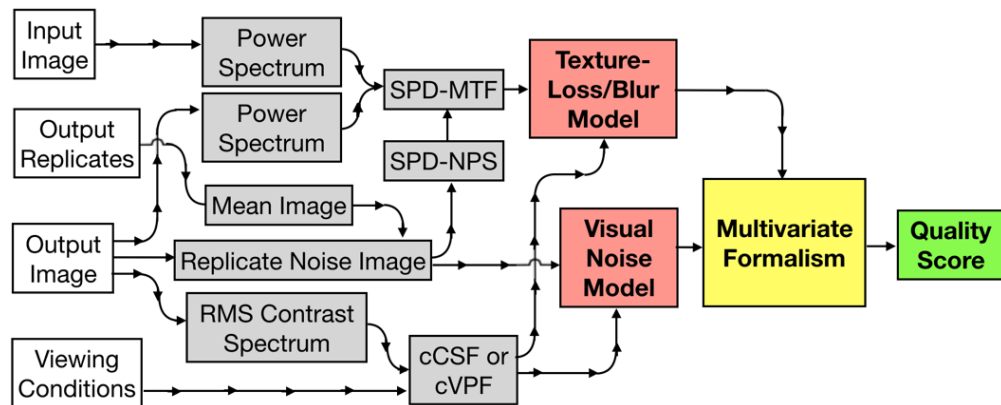 Input
Image
Power
Spectrum
Power
Spectrum
SPD-MTF
Texture-
Loss/Blur
Model
Output
Replicates
SPD-NPS
Mean Image
Output
Image
Replicate Noise Image
Visual
Noise
Model
Multivariate
Formalism
Quality
Score
RMS Contrast
Spectrum
Viewing
Conditions
cCSF or
cVPF